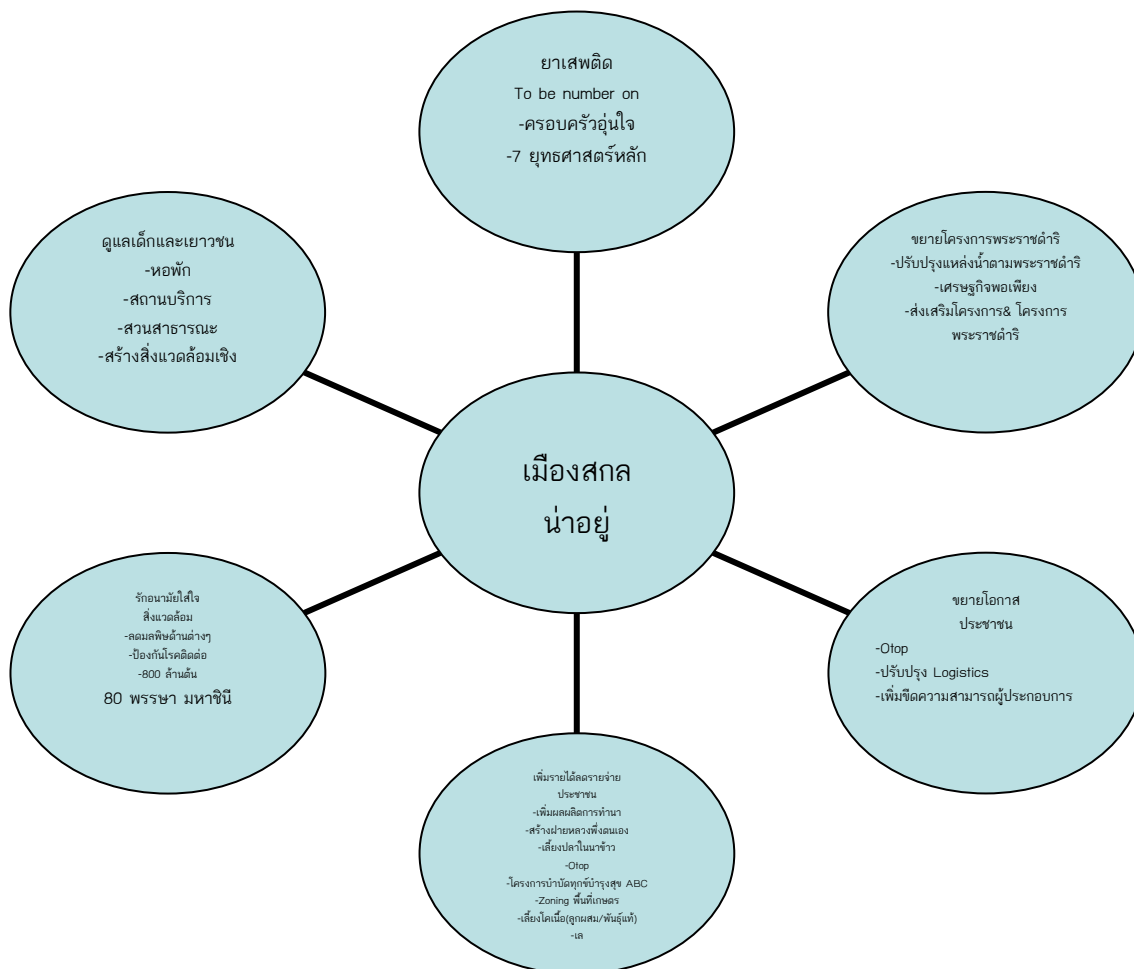 ยาเสพติด
To be number on
-ครอบครัวอุ่นใจ
-7 ยุทธศาสตร์หลัก
ดูแลเด็กและเยาวชน
-หอพัก
-สถานบริการ
-สวนสาธารณะ
-สร้างสิ่งแวดล้อมเชิง
ขยายโครงการพระราชดำริ
-ปรับปรุงแหล่งน้ำตามพระราชดำริ
-เศรษฐกิจพอเพียง
-ส่งเสริมโครงการ& โครงการ
พระราชดำริ
เมืองสกล
น่าอยู่
รักอนามัยใส่ใจ
สิ่งแวดล้อม
-ลดมลพิษด้านต่างๆ
-ป้องกันโรคติดต่อ
-800 ล้านต้น
80 พรรษา มหาชินี
ขยายโอกาส
ประชาชน
-Otop
-ปรับปรุง Logistics
-เพิ่มขีดความสามารถผู้ประกอบการ
เพิ่มรายได้ลดรายจ่าย
ประชาชน
-เพิ่มผลผลิตการทำนา
-สร้างฝายหลวงพึ่งตนเอง
-เลี้ยงปลาในนาข้าว
-Otop
-โครงการบำบัดทุกข์บำรุงสุข ABC
-Zoning พื้นที่เกษตร
-เลี้ยงโคเนื้อ(ลูกผสม/พันธุ์แท้)
-เล